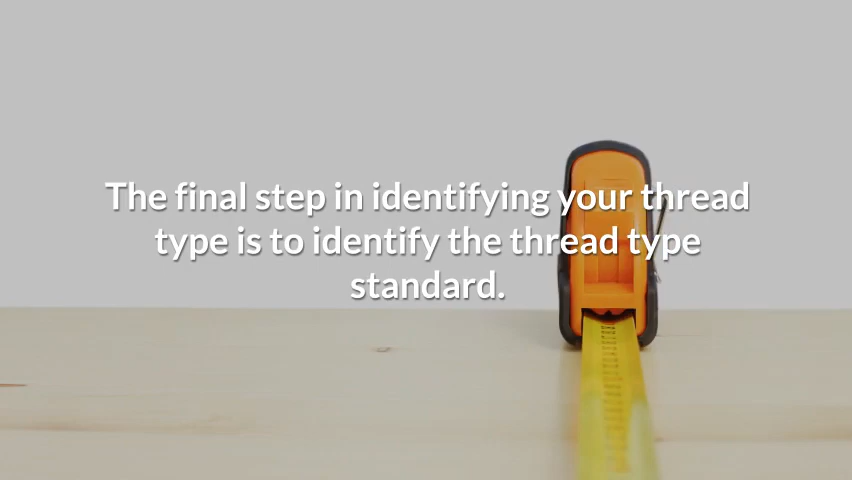 The final step in identifying your thread
type is to identify the thread type
standard.